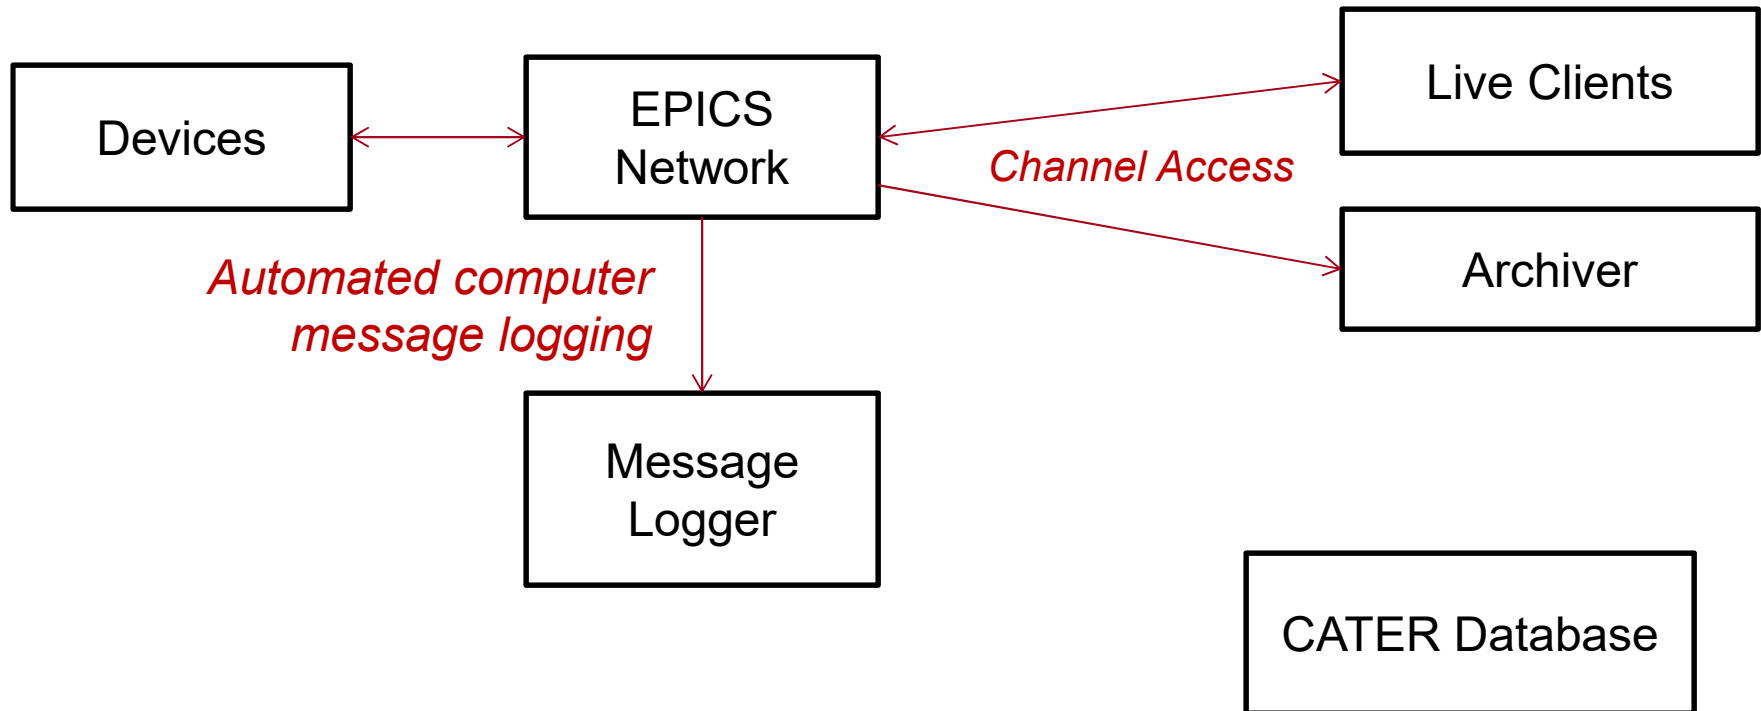 Devices
EPICS
Network
Live Clients
Channel Access
Archiver
Automated computer
message logging
Message
Logger
CATER Database